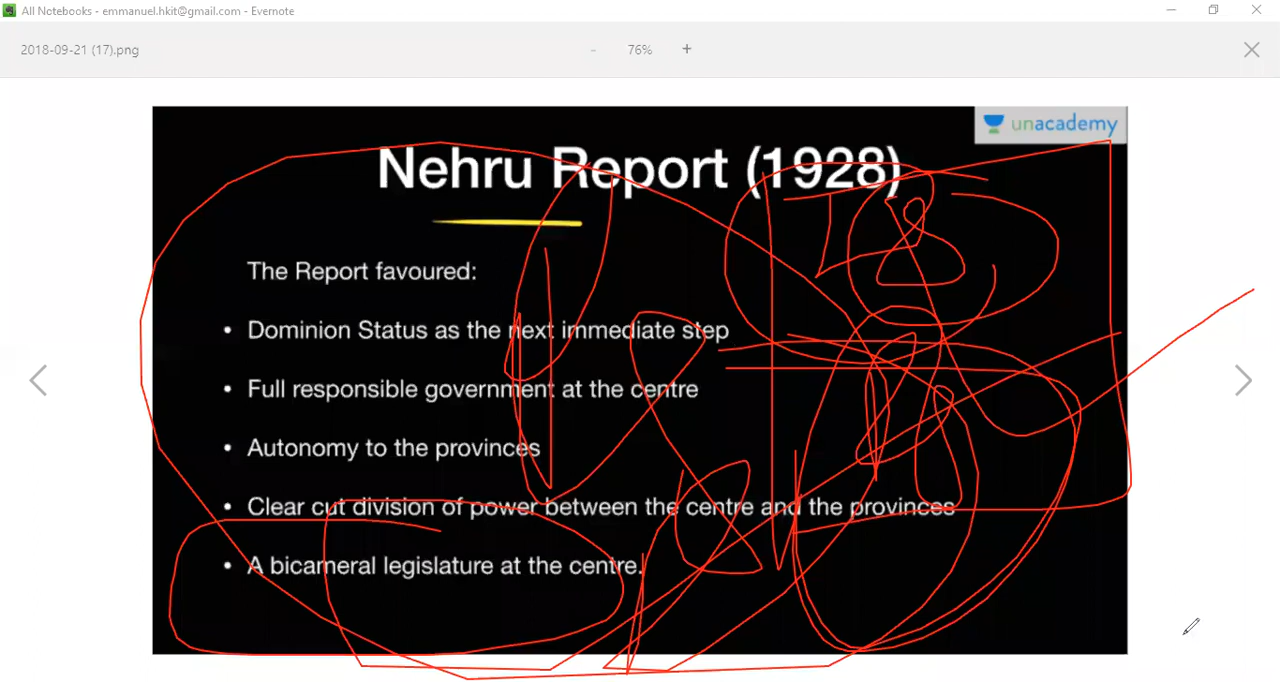 All Notebooks - emmanuel.hkit@gmail.com - Evernote
2018-09-21 (17).png
- 76% +
unacademy
Nehru Report (1928)
The Report favoured:
• Dominion Status as the next immediate step
• Full responsible government at the centre
• Autonomy to the provinces
• Clear cut division of power between the centre and the provinces
• A bicameral legislature at the centre.